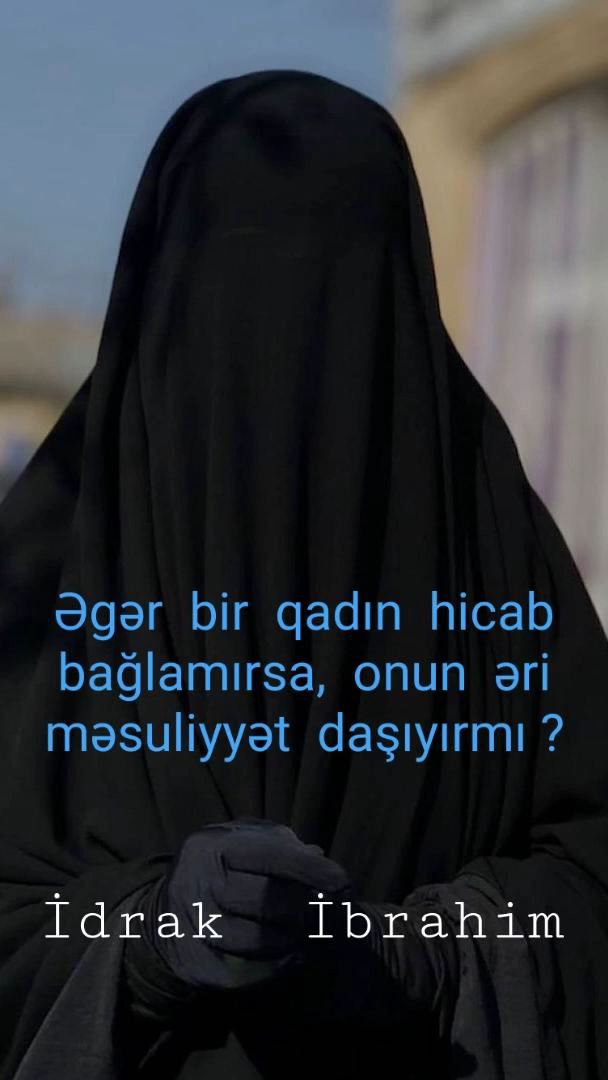 Əgər bir qadın hicab
bağlamırsa, onun əri
məsuliyyət daşıyırmı ?
İdrak İbrahim